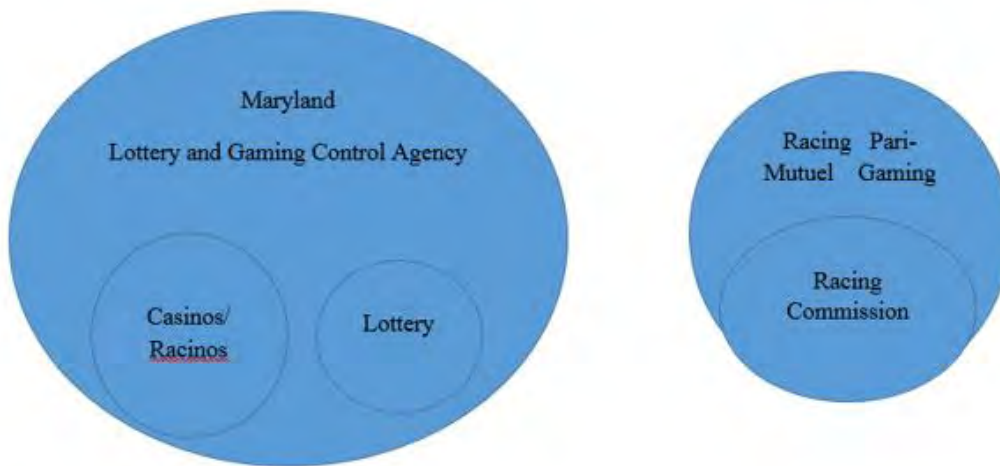 Maryland
Lottery and Gaming Control Agency
Casinos/
Racinos
Lottery
Racing Pari-
Mutuel Gaming
Racing
Commission